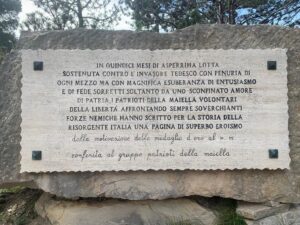 IN QUINDICI MESI DI ASPERRIMA LOTTA
SOSTENUTA CONTRO L'INVASORE TEDESCO CON PENURIA DI
OGNI MEZZO MA CON MAGNIFICA ESUBERANZA DI ENTUSIASMO
E DI FEDE SORRETTI SOLTANTO DA UNO SCONFINATO AMORE
DI PATRIA I PATRIOTI DELLA MAIELLA VOLONTARI
DELLA LIBERTÀ AFFRONTANDO SEMPRE SOVERCHIANTI
FORZE NEMICHE HANNO SCRITTO PER LA STORIA DELLA
RISORGENTE ITALIA UNA PAGINA DI SUPERBO EROISMO
dalla motivazione della medaglia d'oro al v. m.
conferita al gruppo patrioti della maiella